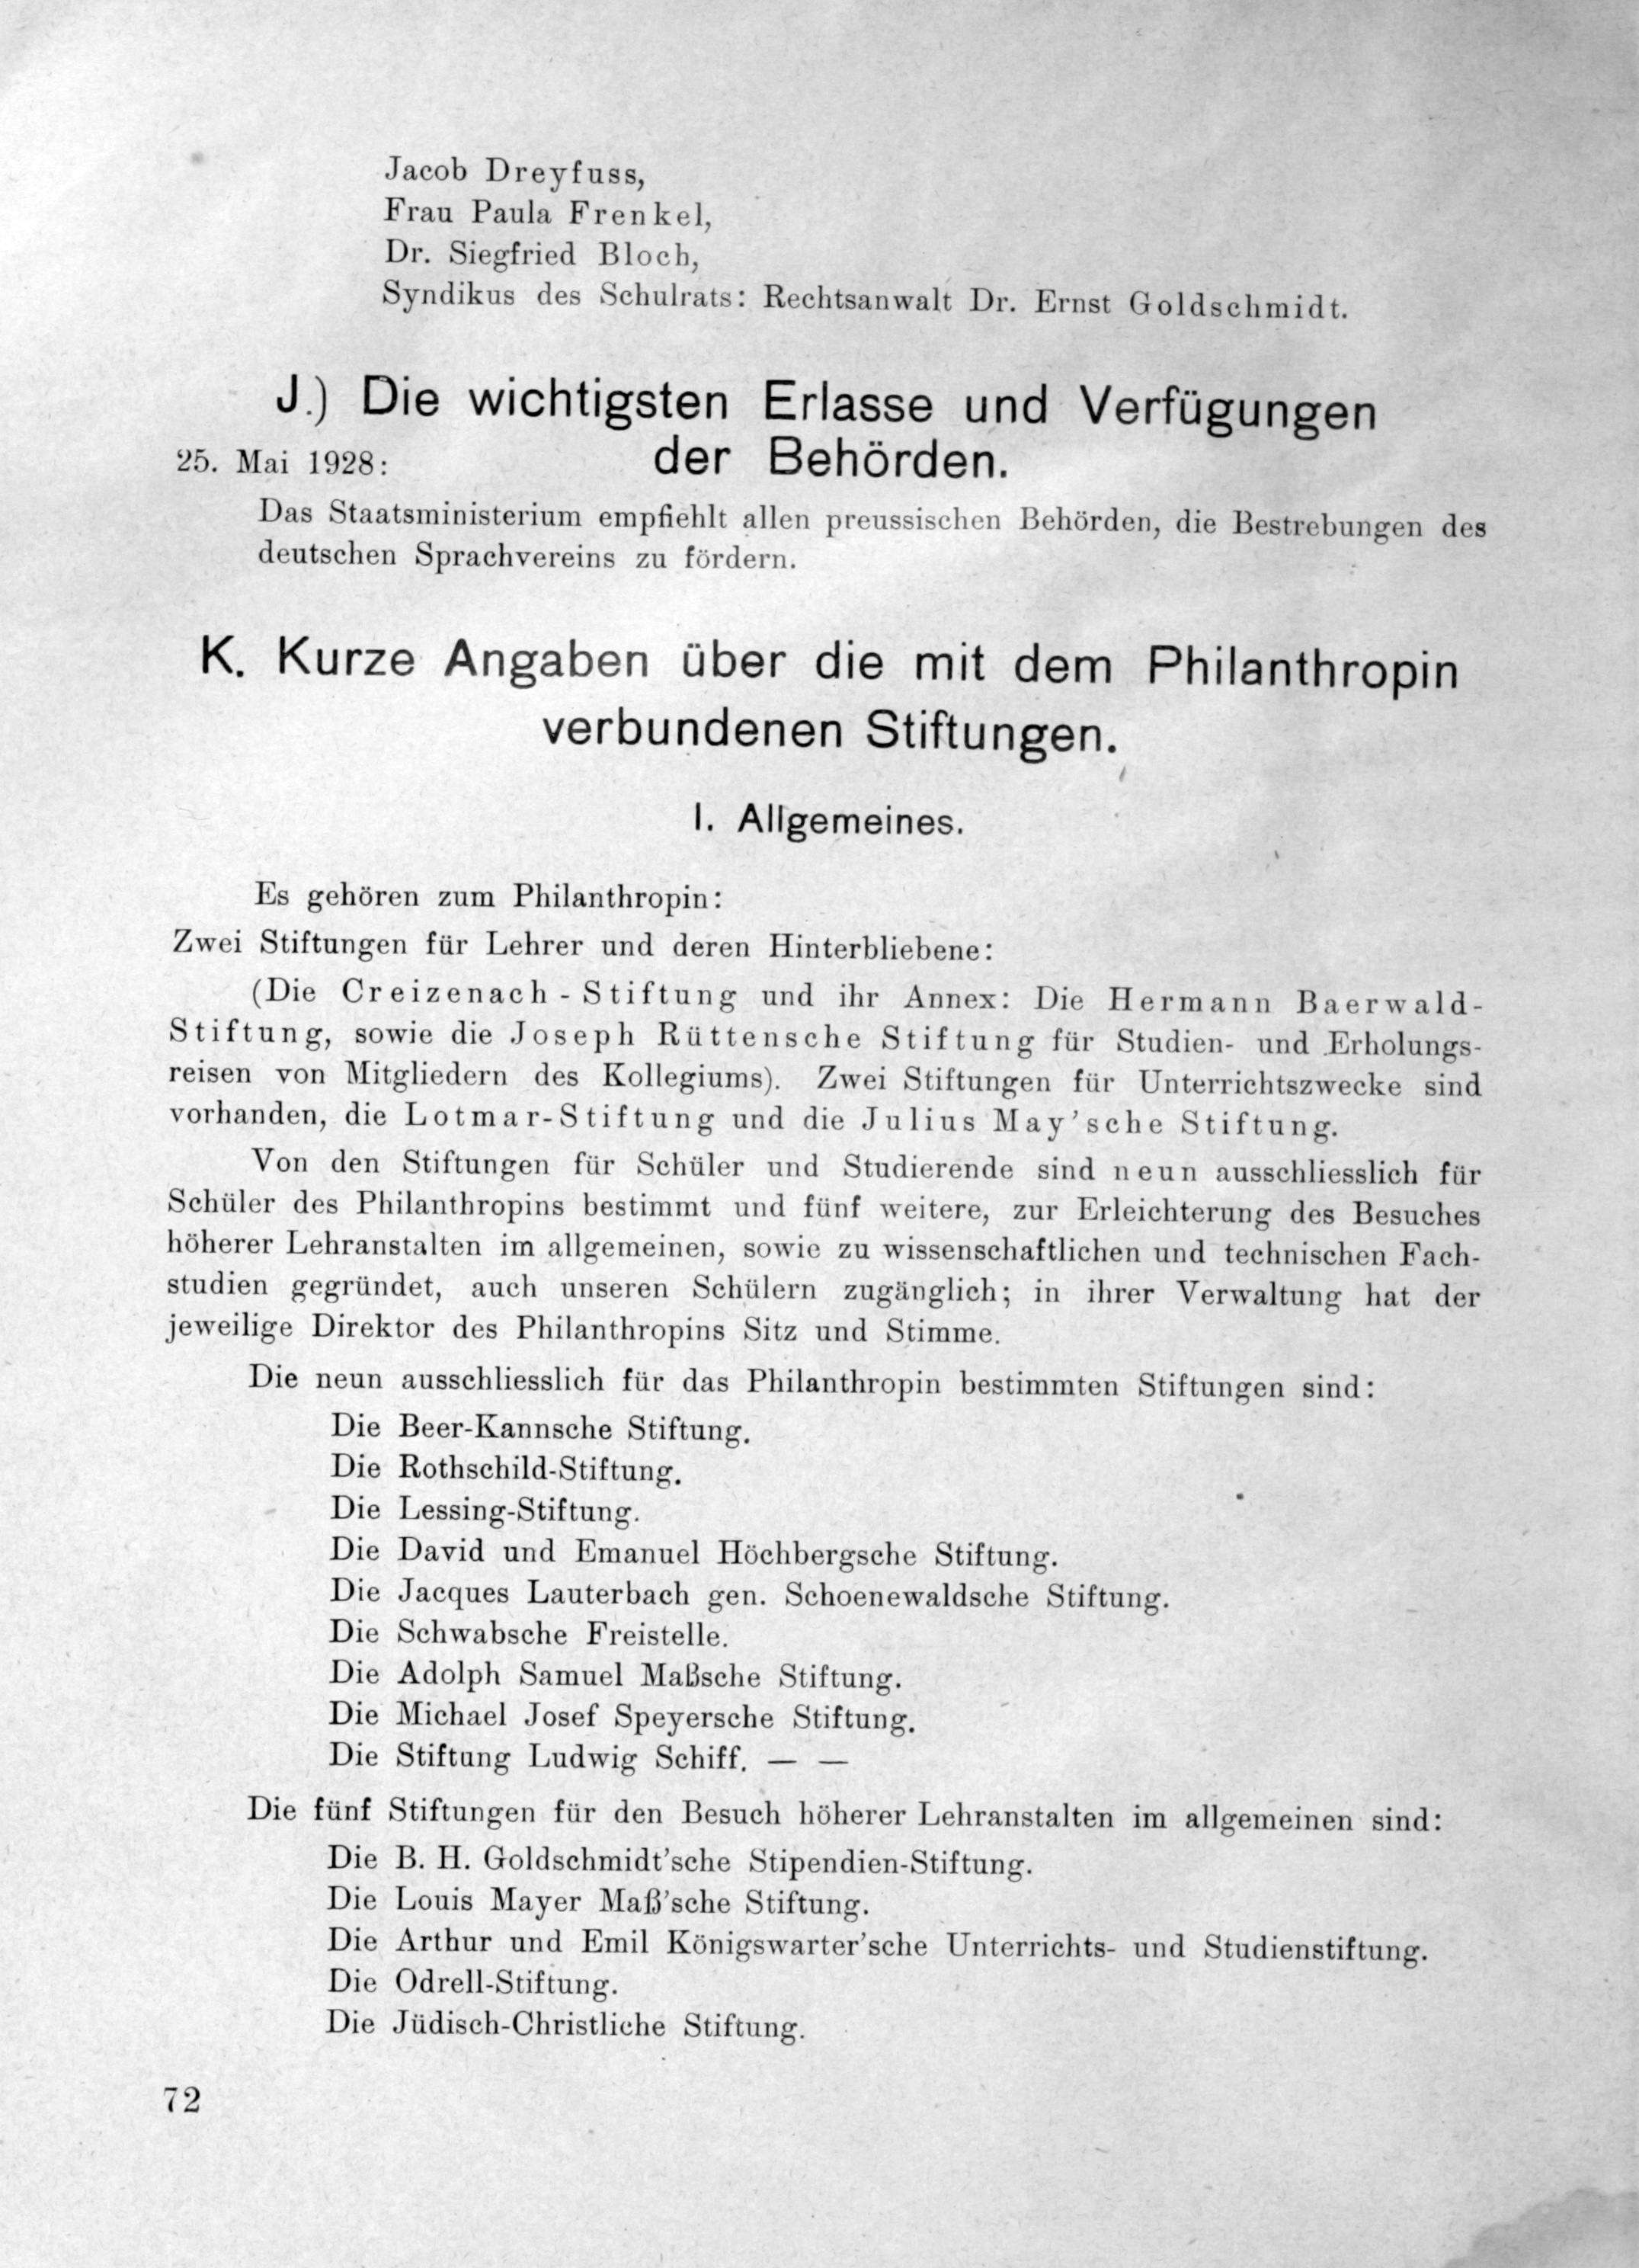 Jacob Dreyfuss,
Frau Paula Frenkel,
Dr. Siegfried Bloch,
Syndikus des Schulrats: Rechtsanwalt Dr. Ernst Goldschmidt.
J.) Die wichtigsten Erlasse und Verfügungen
der Behörden.
25. Mai 1928:
Das Staatsministerium empfiehlt allen preussischen Behörden, die Bestrebungen des
deutschen Sprachvereins zu fördern.
K. Kurze Angaben über die mit dem Philanthropin
verbundenen Stiftungen.
I. Allgemeines.
Es gehören zum Philanthropin:
Zwei Stiftungen für Lehrer und deren Hinterbliebene:
(Die Creizenach-Stiftung und ihr Annex: Die Hermann Baerwald-
Stiftung, sowie die Joseph Rüttensche Stiftung für Studien- und Erholungs-
reisen von Mitgliedern des Kollegiums). Zwei Stiftungen für Unterrichtszwecke sind
vorhanden, die Lotmar-Stiftung und die Julius May'sche Stiftung.
Von den Stiftungen für Schüler und Studierende sind neun ausschliesslich für
Schüler des Philanthropins bestimmt und fünf weitere, zur Erleichterung des Besuches
höherer Lehranstalten im allgemeinen, sowie zu wissenschaftlichen und technischen Fach-
studien gegründet, auch unseren Schülern zugänglich; in ihrer Verwaltung hat der
jeweilige Direktor des Philanthropins Sitz und Stimme.
Die neun ausschliesslich für das Philanthropin bestimmten Stiftungen sind:
Die Beer-Kannsche Stiftung.
Die Rothschild-Stiftung.
Die Lessing-Stiftung.
Die David und Emanuel Höchbergsche Stiftung.
Die Jacques Lauterbach gen. Schoenewaldsche Stiftung.
Die Schwabsche Freistelle.
Die Adolph Samuel Maßsche Stiftung.
Die Michael Josef Speyersche Stiftung.
Die Stiftung Ludwig Schiff. — —
Die fünf Stiftungen für den Besuch höherer Lehranstalten im allgemeinen sind:
Die B. H. Goldschmidt'sche Stipendien-Stiftung.
Die Louis Mayer Maß'sche Stiftung.
Die Arthur und Emil Königswarter'sche Unterrichts- und Studienstiftung.
Die Odrell-Stiftung.
Die Jüdisch-Christliche Stiftung.
72